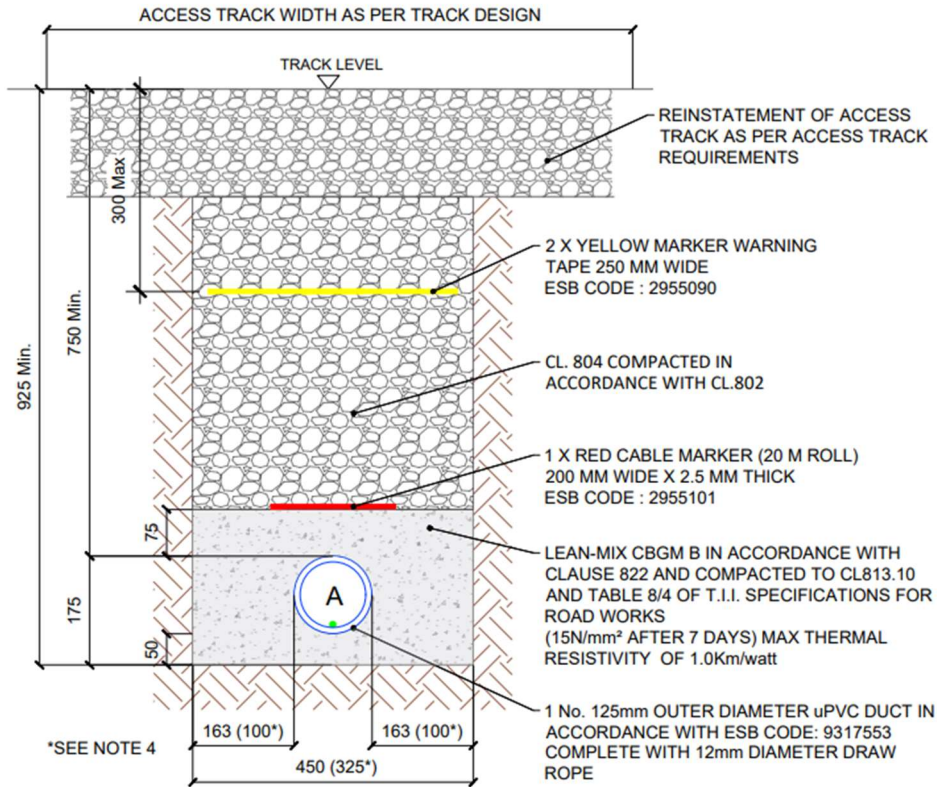 ACCESS TRACK WIDTH AS PER TRACK DESIGN
TRACK LEVEL
REINSTATEMENT OF ACCESS
TRACK AS PER ACCESS TRACK
REQUIREMENTS
300 Max
2 X YELLOW MARKER WARNING
TAPE 250 MM WIDE
ESB CODE : 2955090
750 Min.
925 Min.
CL. 804 COMPACTED IN
ACCORDANCE WITH CL.802
1 X RED CABLE MARKER (20 M ROLL)
200 MM WIDE X 2.5 MM THICK
ESB CODE : 2955101
75
LEAN-MIX CBGM B IN ACCORDANCE WITH
CLAUSE 822 AND COMPACTED TO CL813.10
AND TABLE 8/4 OF T.I.I. SPECIFICATIONS FOR
ROAD WORKS
(15N/mm² AFTER 7 DAYS) MAX THERMAL
RESISTIVITY OF 1.0Km/watt
A
175
50
1 No. 125mm OUTER DIAMETER uPVC DUCT IN
ACCORDANCE WITH ESB CODE: 9317553
COMPLETE WITH 12mm DIAMETER DRAW
ROPE
163 (100*)
163 (100*)
*SEE NOTE 4
450 (325*)